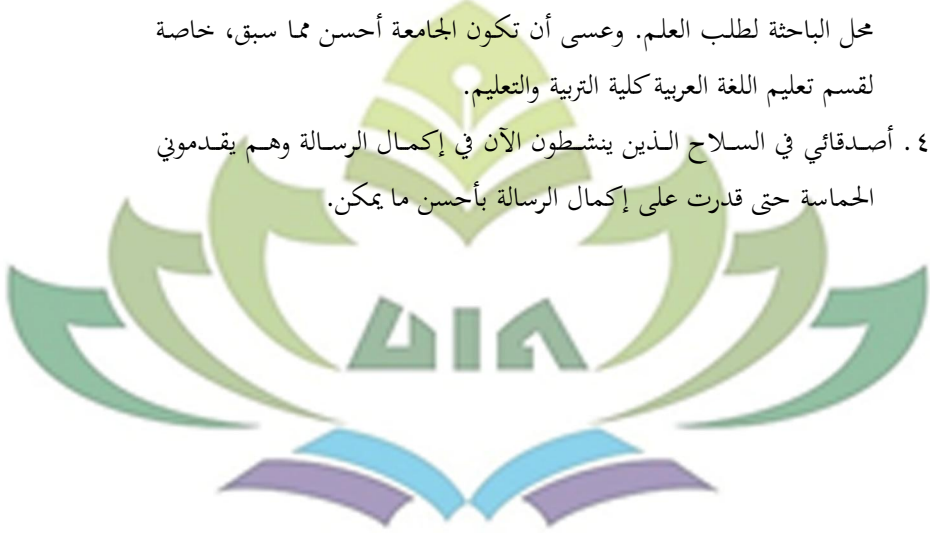 محل الباحثة لطلب العلم. وعسى أن تكون الجامعة أحسن مما سبق، خاصة
لقسم تعليم اللغة العربية كلية التربية والتعليم.
٤. أصدقائي في السلاح الذين ينشطون الآن في إكمال الرسالة وهم يقدموني
الحماسة حتى قدرت على إكمال الرسالة بأحسن ما يمكن.